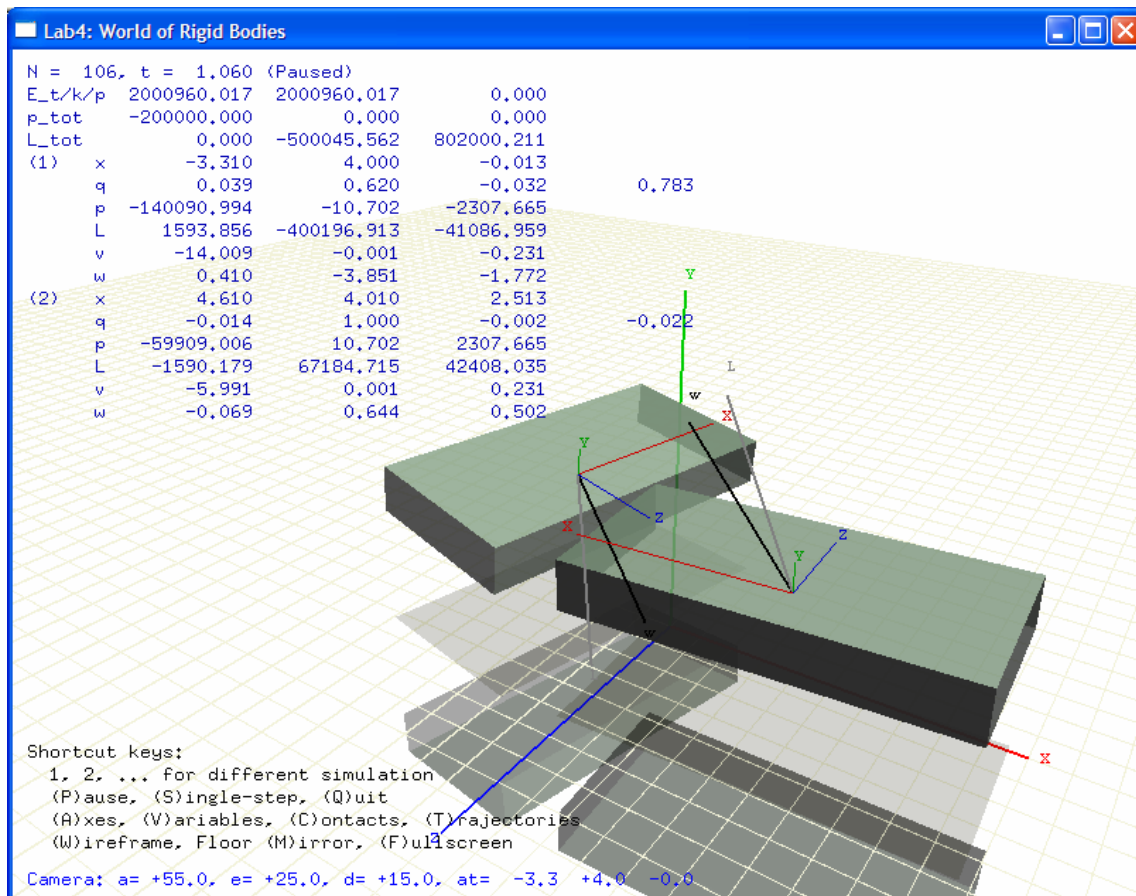 Lab4: World of Rigid Bodies
N = 106, t = 1.060 (Paused)
E_t/k/p 2000960.017 2000960.017 0.000
p_tot -200000.000 0.000 0.000
L_tot 0.000 -500045.562 802000.211
(1) x -3.310 4.000 -0.013
q 0.039 0.620 -0.032 0.783
p -140090.994 -10.702 -2307.665
L 1593.856 -400196.913 -41086.959
v -14.009 -0.001 -0.231
w 0.410 -3.851 -1.772
(2) x 4.610 4.010 2.513
q -0.014 1.000 -0.002 -0.022
p -59909.006 10.702 2307.665
L -1590.179 67184.715 42408.035
v -5.991 0.001 0.231
w -0.069 0.644 0.502
Y
L
w
X
Y
Z
X
Z
Y
w
X
Shortcut keys:
1, 2, ... for different simulation
(P)ause, (S)ingle-step, (Q)uit
(A)xes, (V)ariables, (C)ontacts, (T)rajectories
(W)ireframe, Floor (M)irror, (F)ullscreen
Z
Camera: a= +55.0, e= +25.0, d= +15.0, at= -3.3 +4.0 -0.0